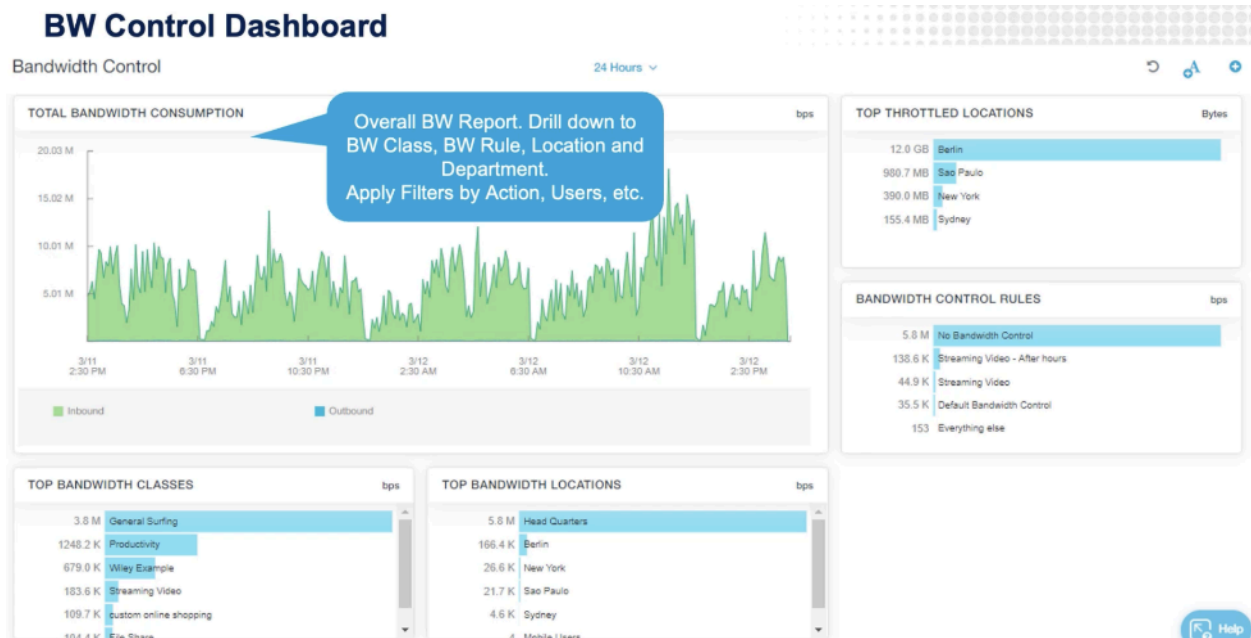 BW Control Dashboard
Bandwidth Control
24 Hours
A
TOTAL BANDWIDTH CONSUMPTION
bps
Overall BW Report. Drill down to
BW Class, BW Rule, Location and
Department.
Apply Filters by Action, Users, etc.
20.03 M
15.02 M
10.01 M
5.01 M
3/11
2:30 PM
3/11
6:30 PM
3/11
10:30 PM
3/12
2:30 AM
3/12
6:30 AM
3/12
10:30 AM
3/12
2:30 PM
Inbound
Outbound
TOP THROTTLED LOCATIONS
Bytes
12.0 GB Berlin
980.7 MB Sao Paulo
390.0 MB New York
155.4 MB Sydney
BANDWIDTH CONTROL RULES
bps
5.8 M No Bandwidth Control
138.6 K Streaming Video - After hours
44.9 K Streaming Video
35.5 K Default Bandwidth Control
153 Everything else
TOP BANDWIDTH CLASSES
bps
3.8 M General Surfing
1248.2 K Productivity
679.0 K Wiley Example
183.6 K Streaming Video
109.7 K custom online shopping
104.4 K File Share
TOP BANDWIDTH LOCATIONS
bps
5.8 M Head Quarters
166.4 K Berlin
26.6 K New York
21.7 K Sao Paulo
4.6 K Sydney
4 Mobile Users
Help